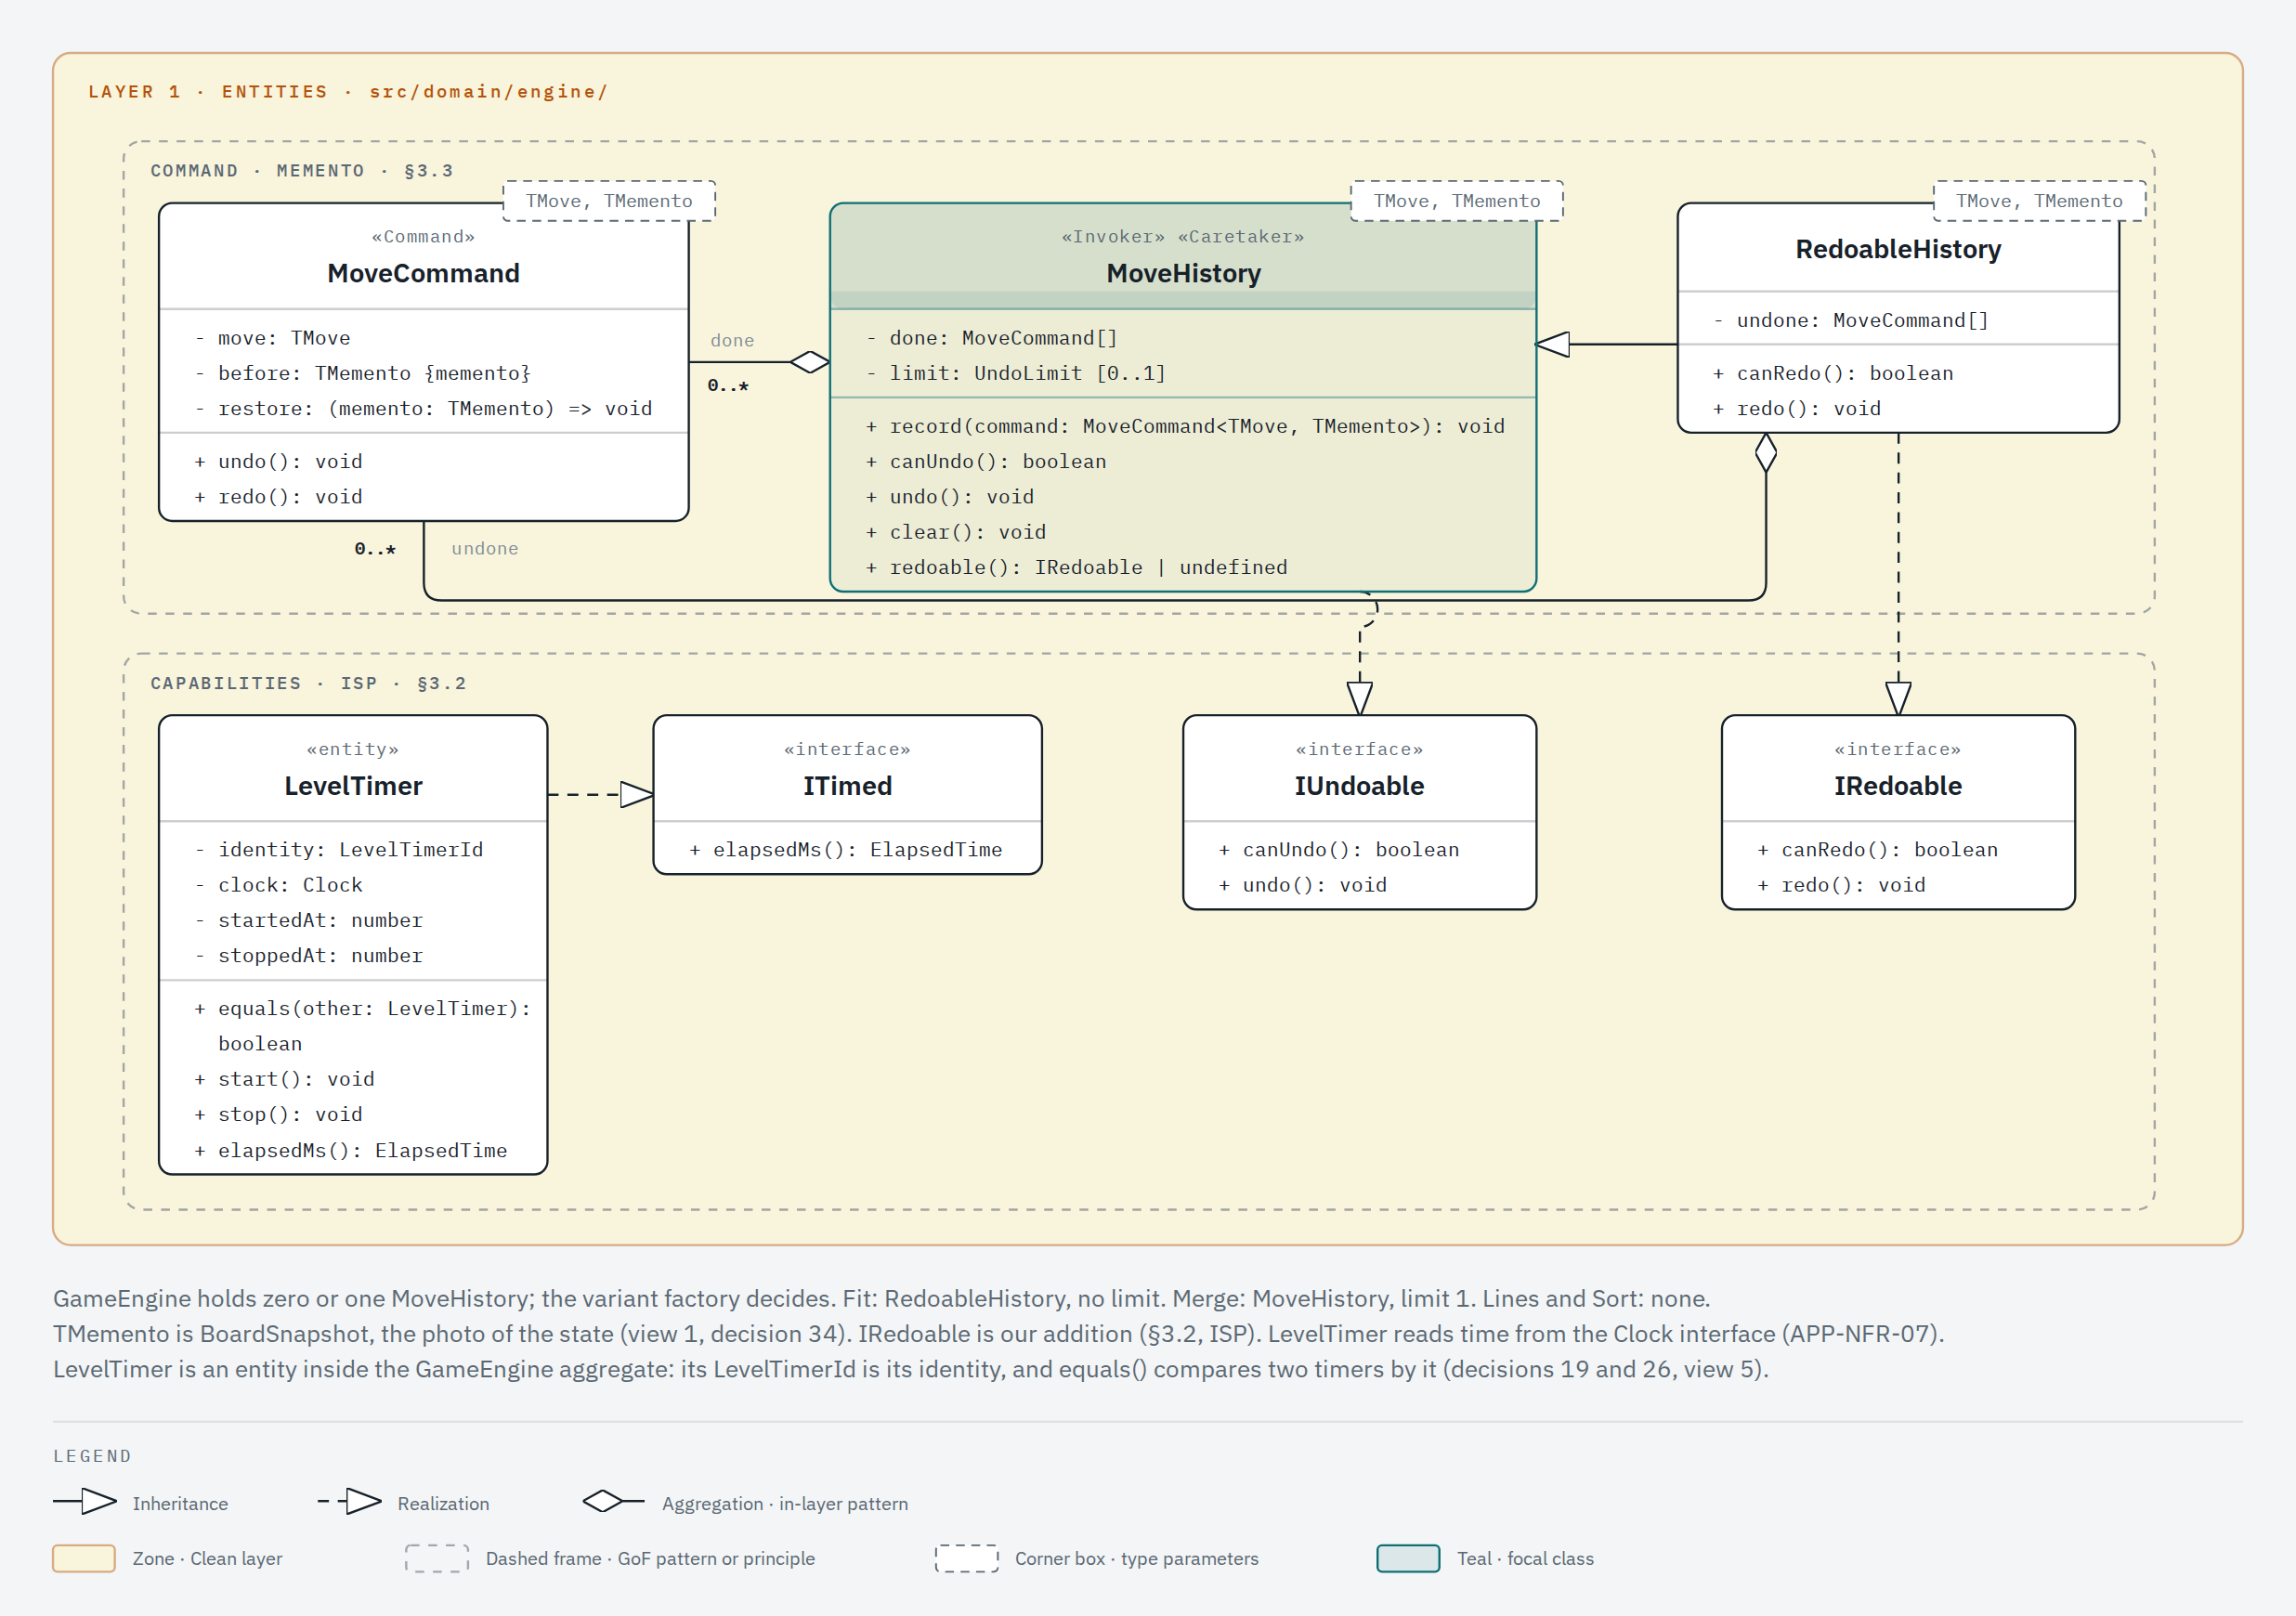 LAYER 1 · ENTITIES · src/domain/engine/
COMMAND · MEMENTO · §3.3
TMove, TMemento
«Command»
MoveCommand
- move: TMove
- before: TMemento {memento}
- restore: (memento: TMemento) => void
+ undo(): void
+ redo(): void
done
0..*
TMove, TMemento
«Invoker» «Caretaker»
MoveHistory
- done: MoveCommand[]
- limit: UndoLimit [0..1]
+ record(command: MoveCommand<TMove, TMemento>): void
+ canUndo(): boolean
+ undo(): void
+ clear(): void
+ redoable(): IRedoable | undefined
TMove, TMemento
RedoableHistory
- undone: MoveCommand[]
+ canRedo(): boolean
+ redo(): void
0..*
undone
CAPABILITIES · ISP · §3.2
«entity»
LevelTimer
- identity: LevelTimerId
- clock: Clock
- startedAt: number
- stoppedAt: number
+ equals(other: LevelTimer):
boolean
+ start(): void
+ stop(): void
+ elapsedMs(): ElapsedTime
«interface»
ITimed
+ elapsedMs(): ElapsedTime
«interface»
IUndoable
+ canUndo(): boolean
+ undo(): void
«interface»
IRedoable
+ canRedo(): boolean
+ redo(): void
GameEngine holds zero or one MoveHistory; the variant factory decides. Fit: RedoableHistory, no limit. Merge: MoveHistory, limit 1. Lines and Sort: none.
TMemento is BoardSnapshot, the photo of the state (view 1, decision 34). IRedoable is our addition (§3.2, ISP). LevelTimer reads time from the Clock interface (APP-NFR-07).
LevelTimer is an entity inside the GameEngine aggregate: its LevelTimerId is its identity, and equals() compares two timers by it (decisions 19 and 26, view 5).
LEGEND
Inheritance
Realization
Aggregation · in-layer pattern
Zone · Clean layer
Dashed frame · GoF pattern or principle
Corner box · type parameters
Teal · focal class